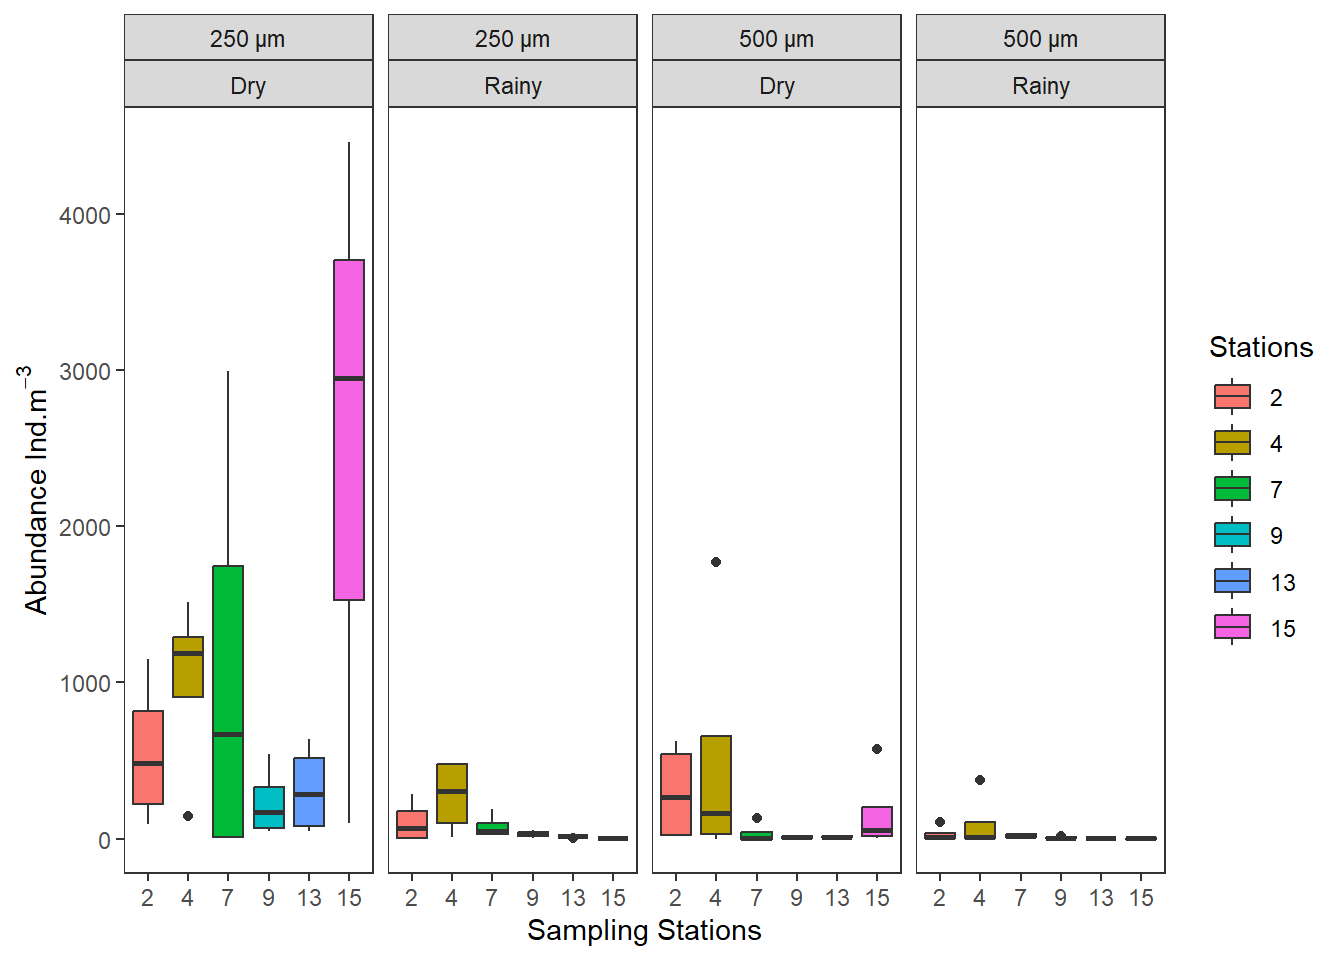 250 µm 250 µm 500 µm 500 µm
Dry Rainy Dry Rainy
Abundance Ind.m⁻³
4000
3000
2000
1000
0
2 4 7 9 13 15 2 4 7 9 13 15 2 4 7 9 13 15 2 4 7 9 13 15
Sampling Stations
Stations
2
4
7
9
13
15